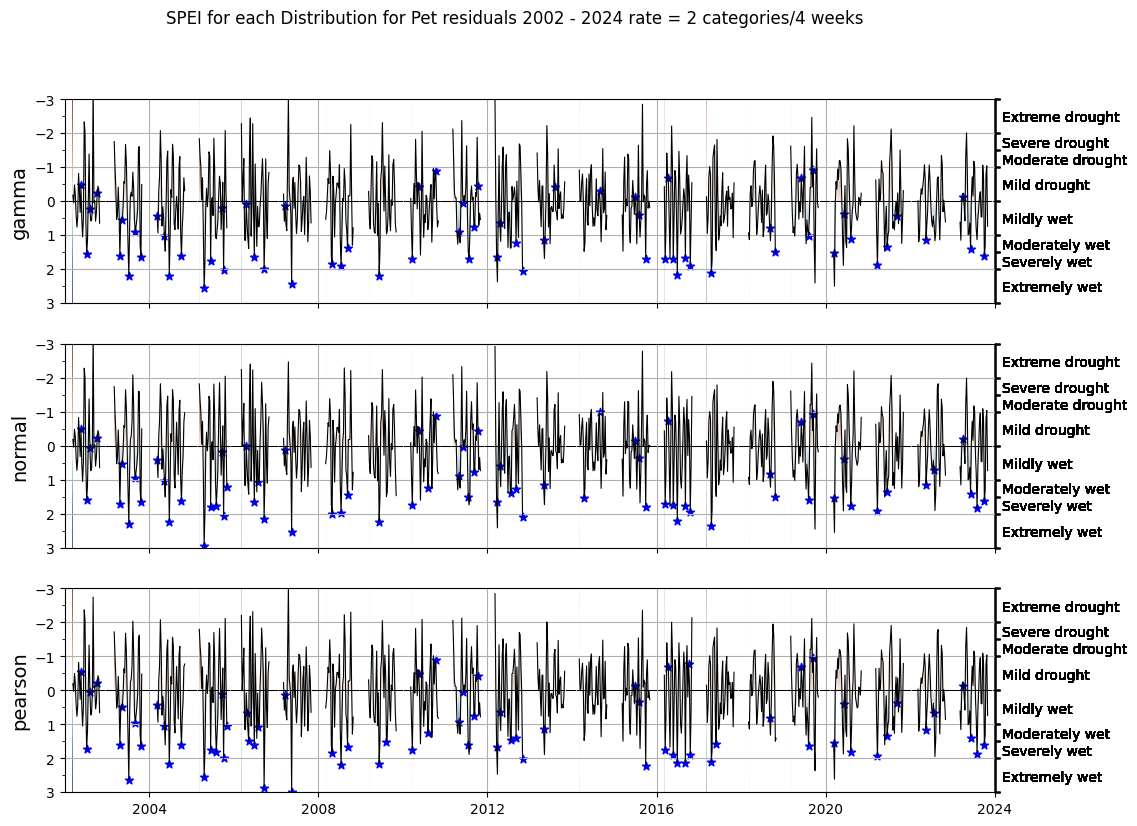 SPEI for each Distribution for Pet residuals 2002 - 2024 rate = 2 categories/4 weeks
gamma
−3
−2
−1
0
1
2
3
Extreme drought
Severe drought
Moderate drought
Mild drought
Mildly wet
Moderately wet
Severely wet
Extremely wet
normal
−3
−2
−1
0
1
2
3
Extreme drought
Severe drought
Moderate drought
Mild drought
Mildly wet
Moderately wet
Severely wet
Extremely wet
pearson
−3
−2
−1
0
1
2
3
Extreme drought
Severe drought
Moderate drought
Mild drought
Mildly wet
Moderately wet
Severely wet
Extremely wet
2004 2008 2012 2016 2020 2024